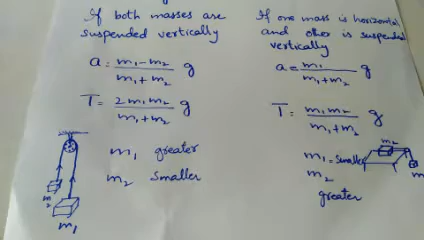 If both masses are
suspended vertically
a = m1 - m2 / m1 + m2 g
T = 2m1m2 / m1 + m2 g
m1 greater
m2 smaller
m2
m1
If one mass is horizontal
and other is suspended
vertically
a = m1 / m1 + m2 g
T = m1m2 / m1 + m2 g
m1 = smaller
m2
greater
m2